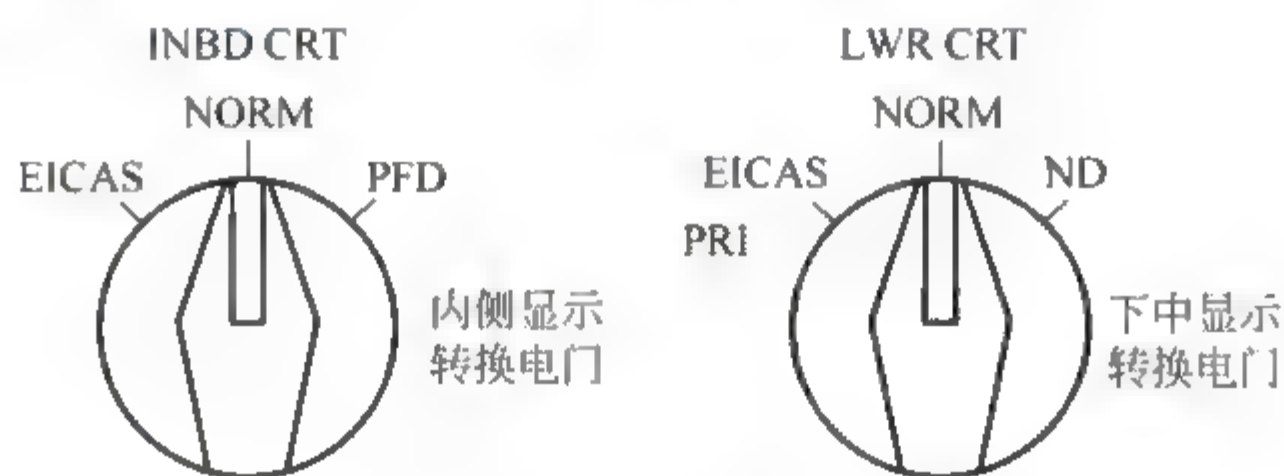 INBD CRT
NORM
EICAS
PFD
内侧显示
转换电门
LWR CRT
NORM
EICAS
PRI
ND
下中显示
转换电门